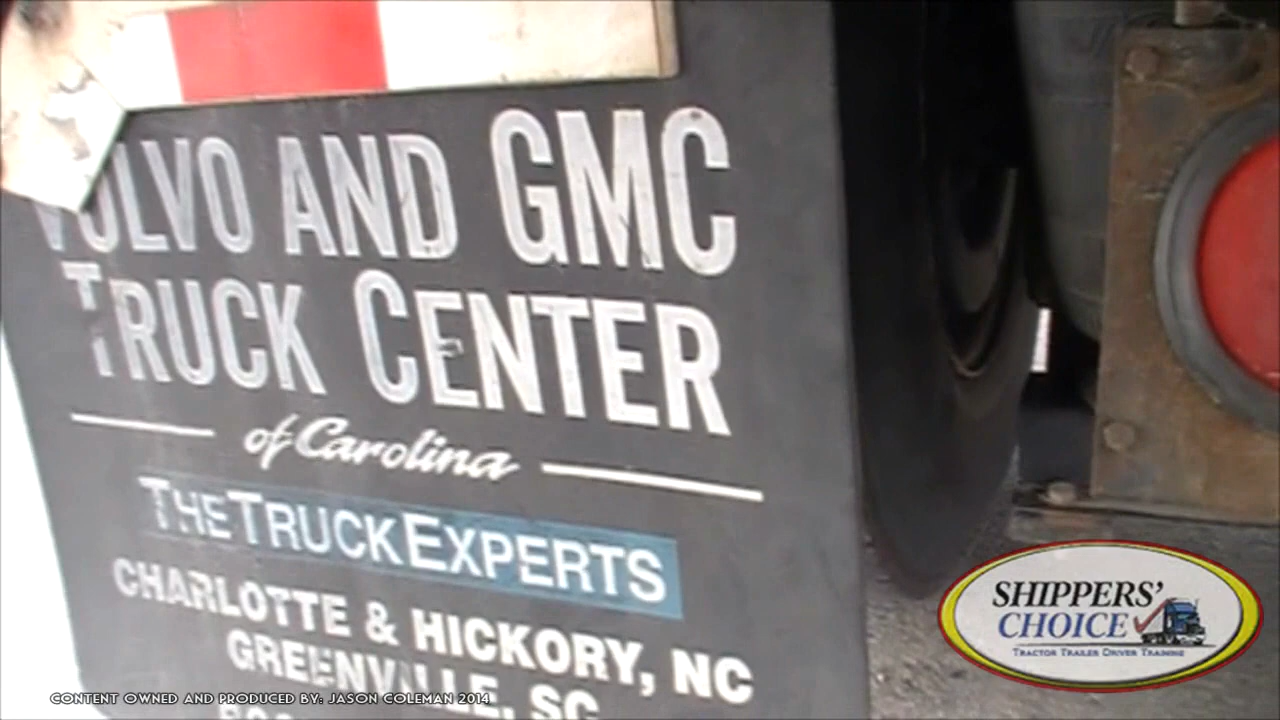 VOLVO AND GMC
TRUCK CENTER
of Carolina
THE TRUCK EXPERTS
CHARLOTTE & HICKORY, NC
GREENVILLE, SC
SHIPPERS'
CHOICE
TRACTOR TRAILER DRIVER TRAINING
CONTENT OWNED AND PRODUCED BY: JASON COLEMAN 2014